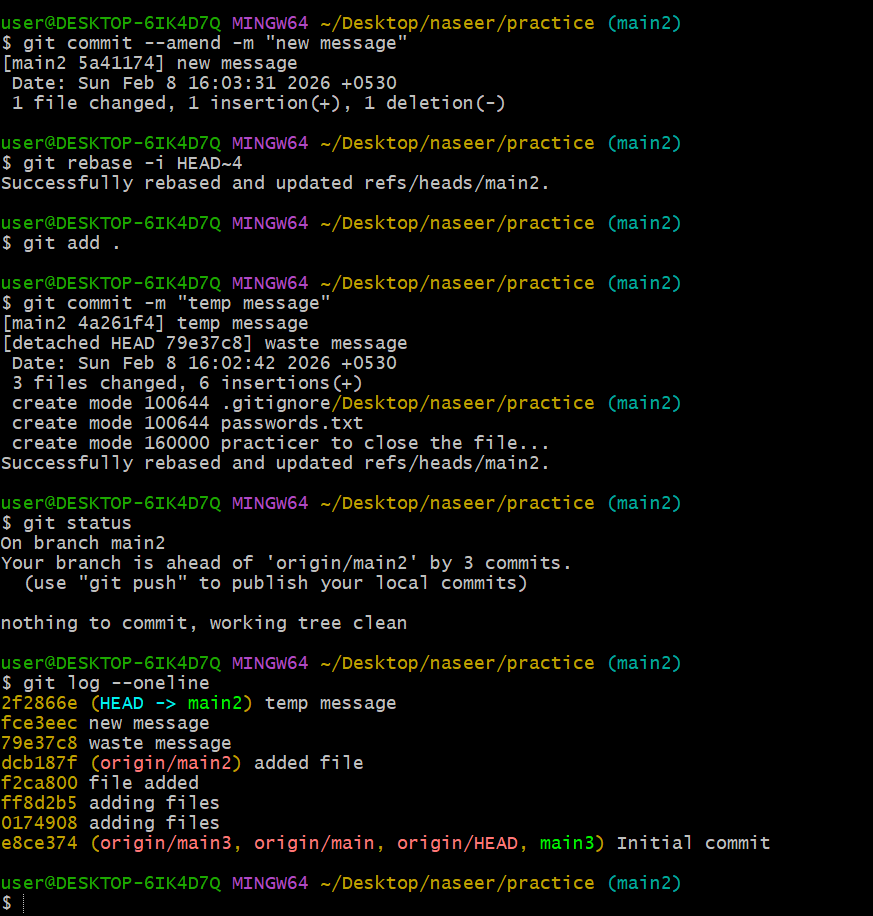 user@DESKTOP-6IK4D7Q MINGW64 ~/Desktop/naseer/practice (main2)
$ git commit --amend -m "new message"
[main2 5a41174] new message
 Date: Sun Feb 8 16:03:31 2026 +0530
 1 file changed, 1 insertion(+), 1 deletion(-)

user@DESKTOP-6IK4D7Q MINGW64 ~/Desktop/naseer/practice (main2)
$ git rebase -i HEAD~4
Successfully rebased and updated refs/heads/main2.

user@DESKTOP-6IK4D7Q MINGW64 ~/Desktop/naseer/practice (main2)
$ git add .

user@DESKTOP-6IK4D7Q MINGW64 ~/Desktop/naseer/practice (main2)
$ git commit -m "temp message"
[main2 4a261f4] temp message
[detached HEAD 79e37c8] waste message
 Date: Sun Feb 8 16:02:42 2026 +0530
 3 files changed, 6 insertions(+)
 create mode 100644 .gitignore/Desktop/naseer/practice (main2)
 create mode 100644 passwords.txt
 create mode 160000 practicer to close the file...
Successfully rebased and updated refs/heads/main2.

user@DESKTOP-6IK4D7Q MINGW64 ~/Desktop/naseer/practice (main2)
$ git status
On branch main2
Your branch is ahead of 'origin/main2' by 3 commits.
  (use "git push" to publish your local commits)

nothing to commit, working tree clean

user@DESKTOP-6IK4D7Q MINGW64 ~/Desktop/naseer/practice (main2)
$ git log --oneline
2f2866e (HEAD -> main2) temp message
fce3eec new message
79e37c8 waste message
dcb187f (origin/main2) added file
f2ca800 file added
ff8d2b5 adding files
0174908 adding files
e8ce374 (origin/main3, origin/main, origin/HEAD, main3) Initial commit

user@DESKTOP-6IK4D7Q MINGW64 ~/Desktop/naseer/practice (main2)
$